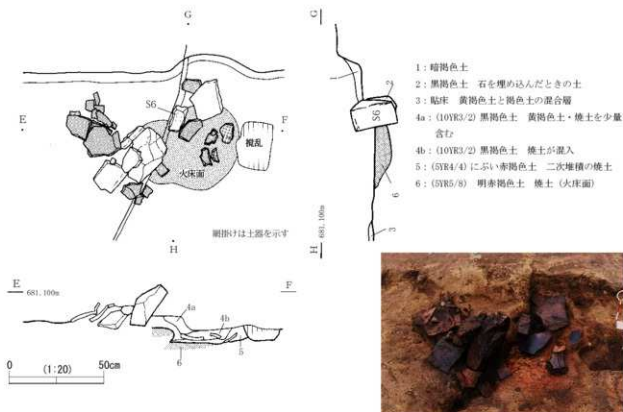 G
G
S6
E
F
火床面
撹乱
網掛けは土器を示す
H
1
2
S6
6
3
H
681.100m
1：暗褐色土
2：黒褐色土　石を埋め込んだときの土
3：貼床　黄褐色土と褐色土の混合層
4a：(10YR3/2) 黒褐色土　黄褐色土・焼土を少量
含む
4b：(10YR3/2) 黒褐色土　焼土が混入
5：(5YR4/4)にぶい赤褐色土　二次堆積の焼土
6：(5YR5/8)　明赤褐色土　焼土（火床面）
E
681.100m
F
4a
4b
6
5
0
(1:20)
50cm